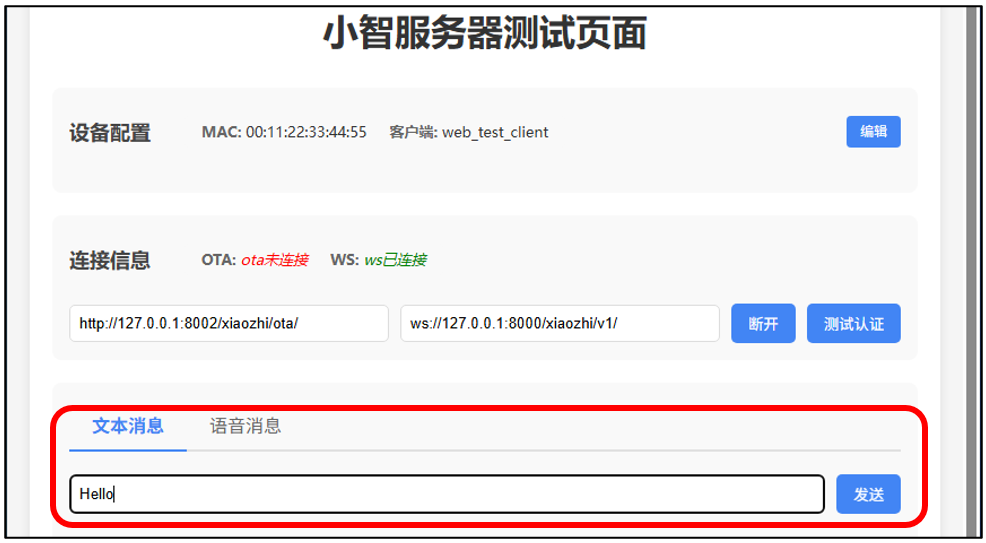 小智服务器测试页面
设备配置 MAC: 00:11:22:33:44:55 客户端: web_test_client 编辑
连接信息 OTA: ota未连接 WS: ws已连接
http://127.0.0.1:8002/xiaozhi/ota/ ws://127.0.0.1:8000/xiaozhi/v1/ 断开 测试认证
文本消息 语音消息
Hello 发送